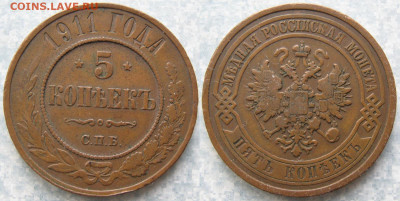 COINS.LAVE.RU
1911 ГОДА
* 5 *
КОПѢЕКЪ
С.П.Б.
МѢДНАЯ РОССІЙСКАЯ МОНЕТА
ПЯТЬ КОПѢЕКЪ